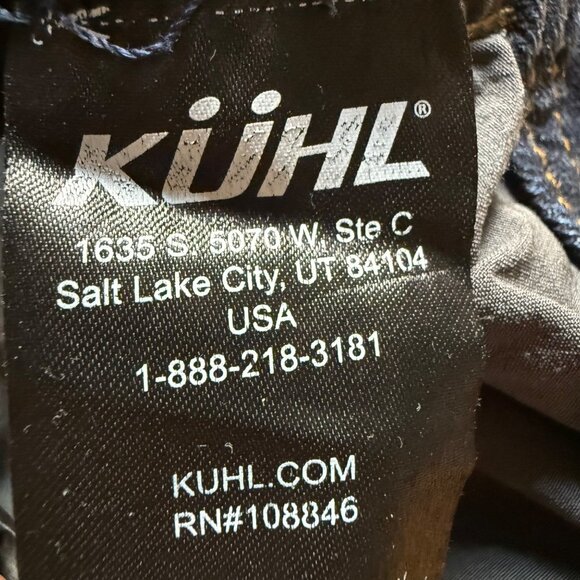 KÜHL®
1635 S. 5070 W, Ste C
Salt Lake City, UT 84104
USA
1-888-218-3181
KUHL.COM
RN#108846